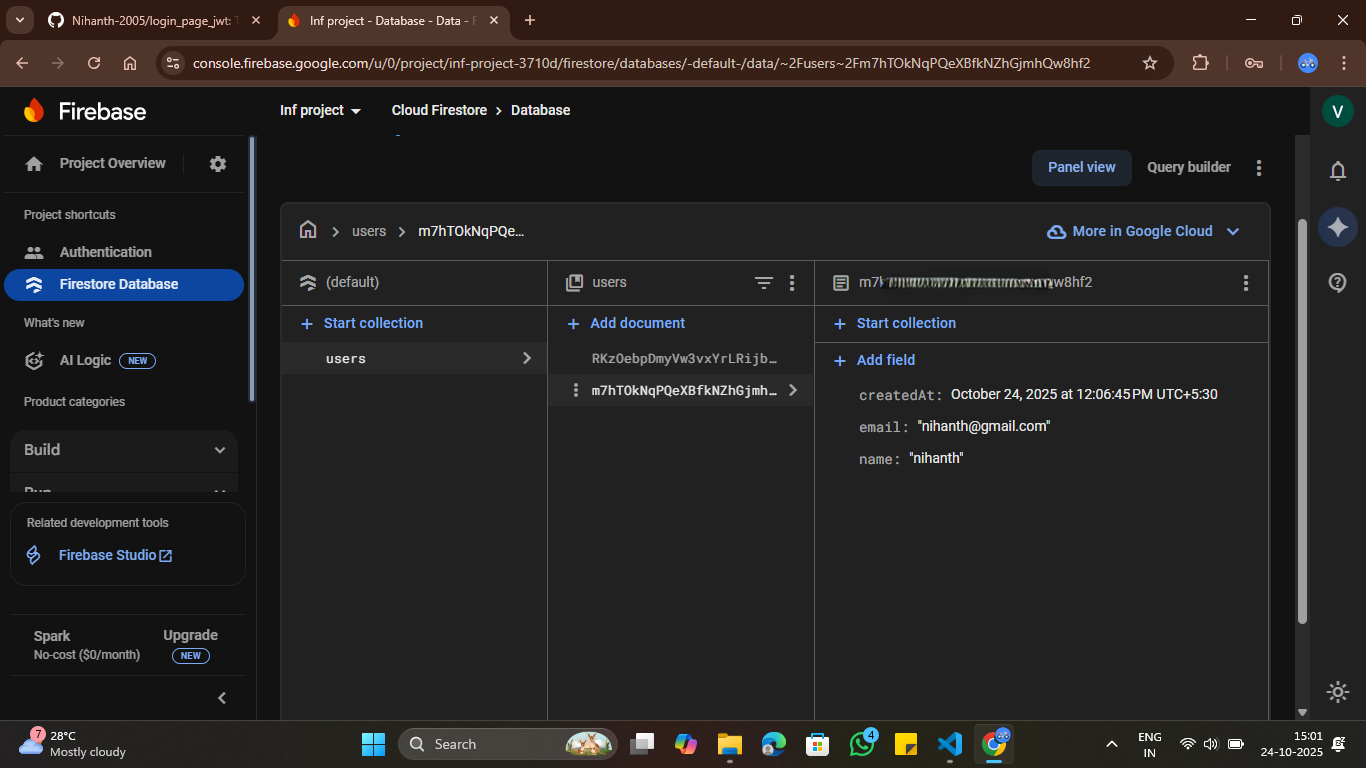 Nihanth-2005/login_page_jwt: T
Inf project - Database - Data - F
console.firebase.google.com/u/0/project/inf-project-3710d/firestore/databases/-default-/data/~2Fusers~2Fm7hTOkNqPQeXBfkNZhGjmhQw8hf2
Firebase
Inf project
Cloud Firestore > Database
V
Project Overview
Panel view
Query builder
Project shortcuts
Authentication
Firestore Database
What's new
AI Logic NEW
Product categories
Build
Related development tools
Firebase Studio
Spark
No-cost ($0/month)
Upgrade
NEW
users > m7hTOkNqPQe...
More in Google Cloud
(default)
Start collection
users
users
Add document
RKzOebpDmyVw3vxYrLRijb...
m7hTOkNqPQeXBfkNZhGjmh...
w8hf2
Start collection
Add field
createdAt: October 24, 2025 at 12:06:45 PM UTC+5:30
email: "nihanth@gmail.com"
name: "nihanth"
7
28°C
Mostly cloudy
Search
4
ENG
IN
15:01
24-10-2025